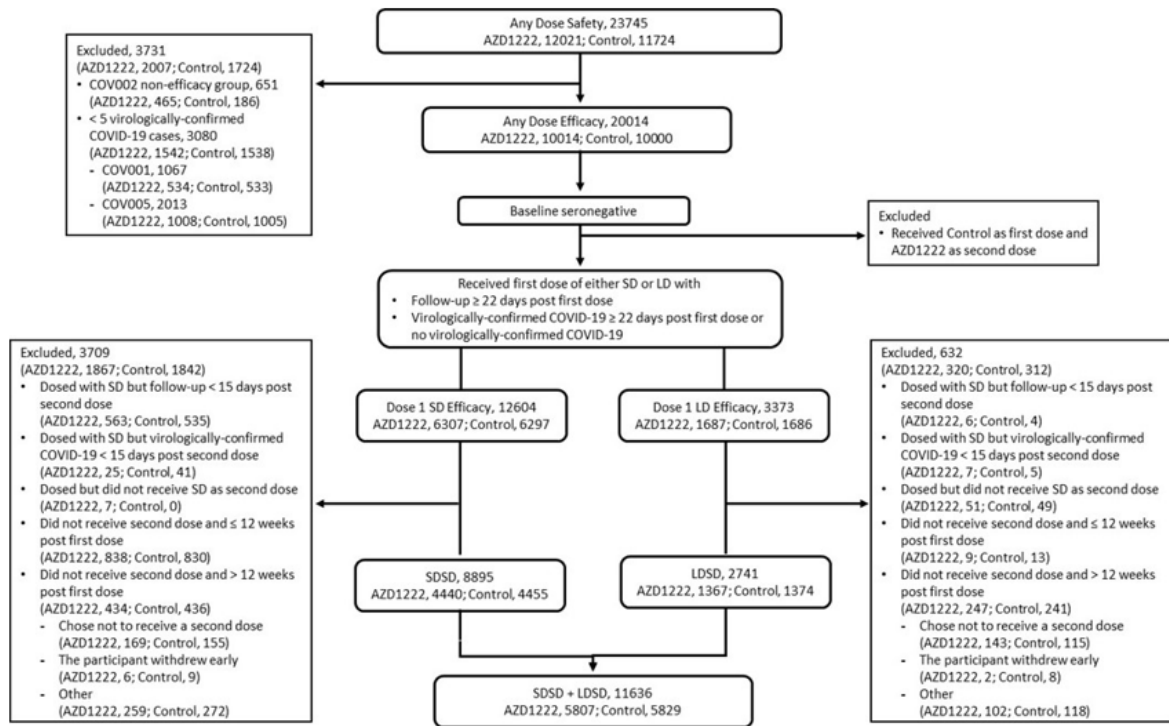 Any Dose Safety, 23745
AZD1222, 12021; Control, 11724
Excluded, 3731
(AZD1222, 2007; Control, 1724)
• COV002 non-efficacy group, 651
(AZD1222, 465; Control, 186)
• < 5 virologically-confirmed
COVID-19 cases, 3080
(AZD1222, 1542; Control, 1538)
- COV001, 1067
(AZD1222, 534; Control, 533)
- COV005, 2013
(AZD1222, 1008; Control, 1005)
Any Dose Efficacy, 20014
AZD1222, 10014; Control, 10000
Baseline seronegative
Excluded
• Received Control as first dose and
AZD1222 as second dose
Received first dose of either SD or LD with
• Follow-up ≥ 22 days post first dose
• Virologically-confirmed COVID-19 ≥ 22 days post first dose or
no virologically-confirmed COVID-19
Excluded, 3709
(AZD1222, 1867; Control, 1842)
• Dosed with SD but follow-up < 15 days post
second dose
(AZD1222, 563; Control, 535)
• Dosed with SD but virologically-confirmed
COVID-19 < 15 days post second dose
(AZD1222, 25; Control, 41)
• Dosed but did not receive SD as second dose
(AZD1222, 7; Control, 0)
• Did not receive second dose and ≤ 12 weeks
post first dose
(AZD1222, 838; Control, 830)
• Did not receive second dose and > 12 weeks
post first dose
(AZD1222, 434; Control, 436)
- Chose not to receive a second dose
(AZD1222, 169; Control, 155)
- The participant withdrew early
(AZD1222, 6; Control, 9)
- Other
(AZD1222, 259; Control, 272)
Dose 1 SD Efficacy, 12604
AZD1222, 6307; Control, 6297
Dose 1 LD Efficacy, 3373
AZD1222, 1687; Control, 1686
Excluded, 632
(AZD1222, 320; Control, 312)
• Dosed with SD but follow-up < 15 days post
second dose
(AZD1222, 6; Control, 4)
• Dosed with SD but virologically-confirmed
COVID-19 < 15 days post second dose
(AZD1222, 7; Control, 5)
• Dosed but did not receive SD as second dose
(AZD1222, 51; Control, 49)
• Did not receive second dose and ≤ 12 weeks
post first dose
(AZD1222, 9; Control, 13)
• Did not receive second dose and > 12 weeks
post first dose
(AZD1222, 247; Control, 241)
- Chose not to receive a second dose
(AZD1222, 143; Control, 115)
- The participant withdrew early
(AZD1222, 2; Control, 8)
- Other
(AZD1222, 102; Control, 118)
SDSD, 8895
AZD1222, 4440; Control, 4455
LDSD, 2741
AZD1222, 1367; Control, 1374
SDSD + LDSD, 11636
AZD1222, 5807; Control, 5829